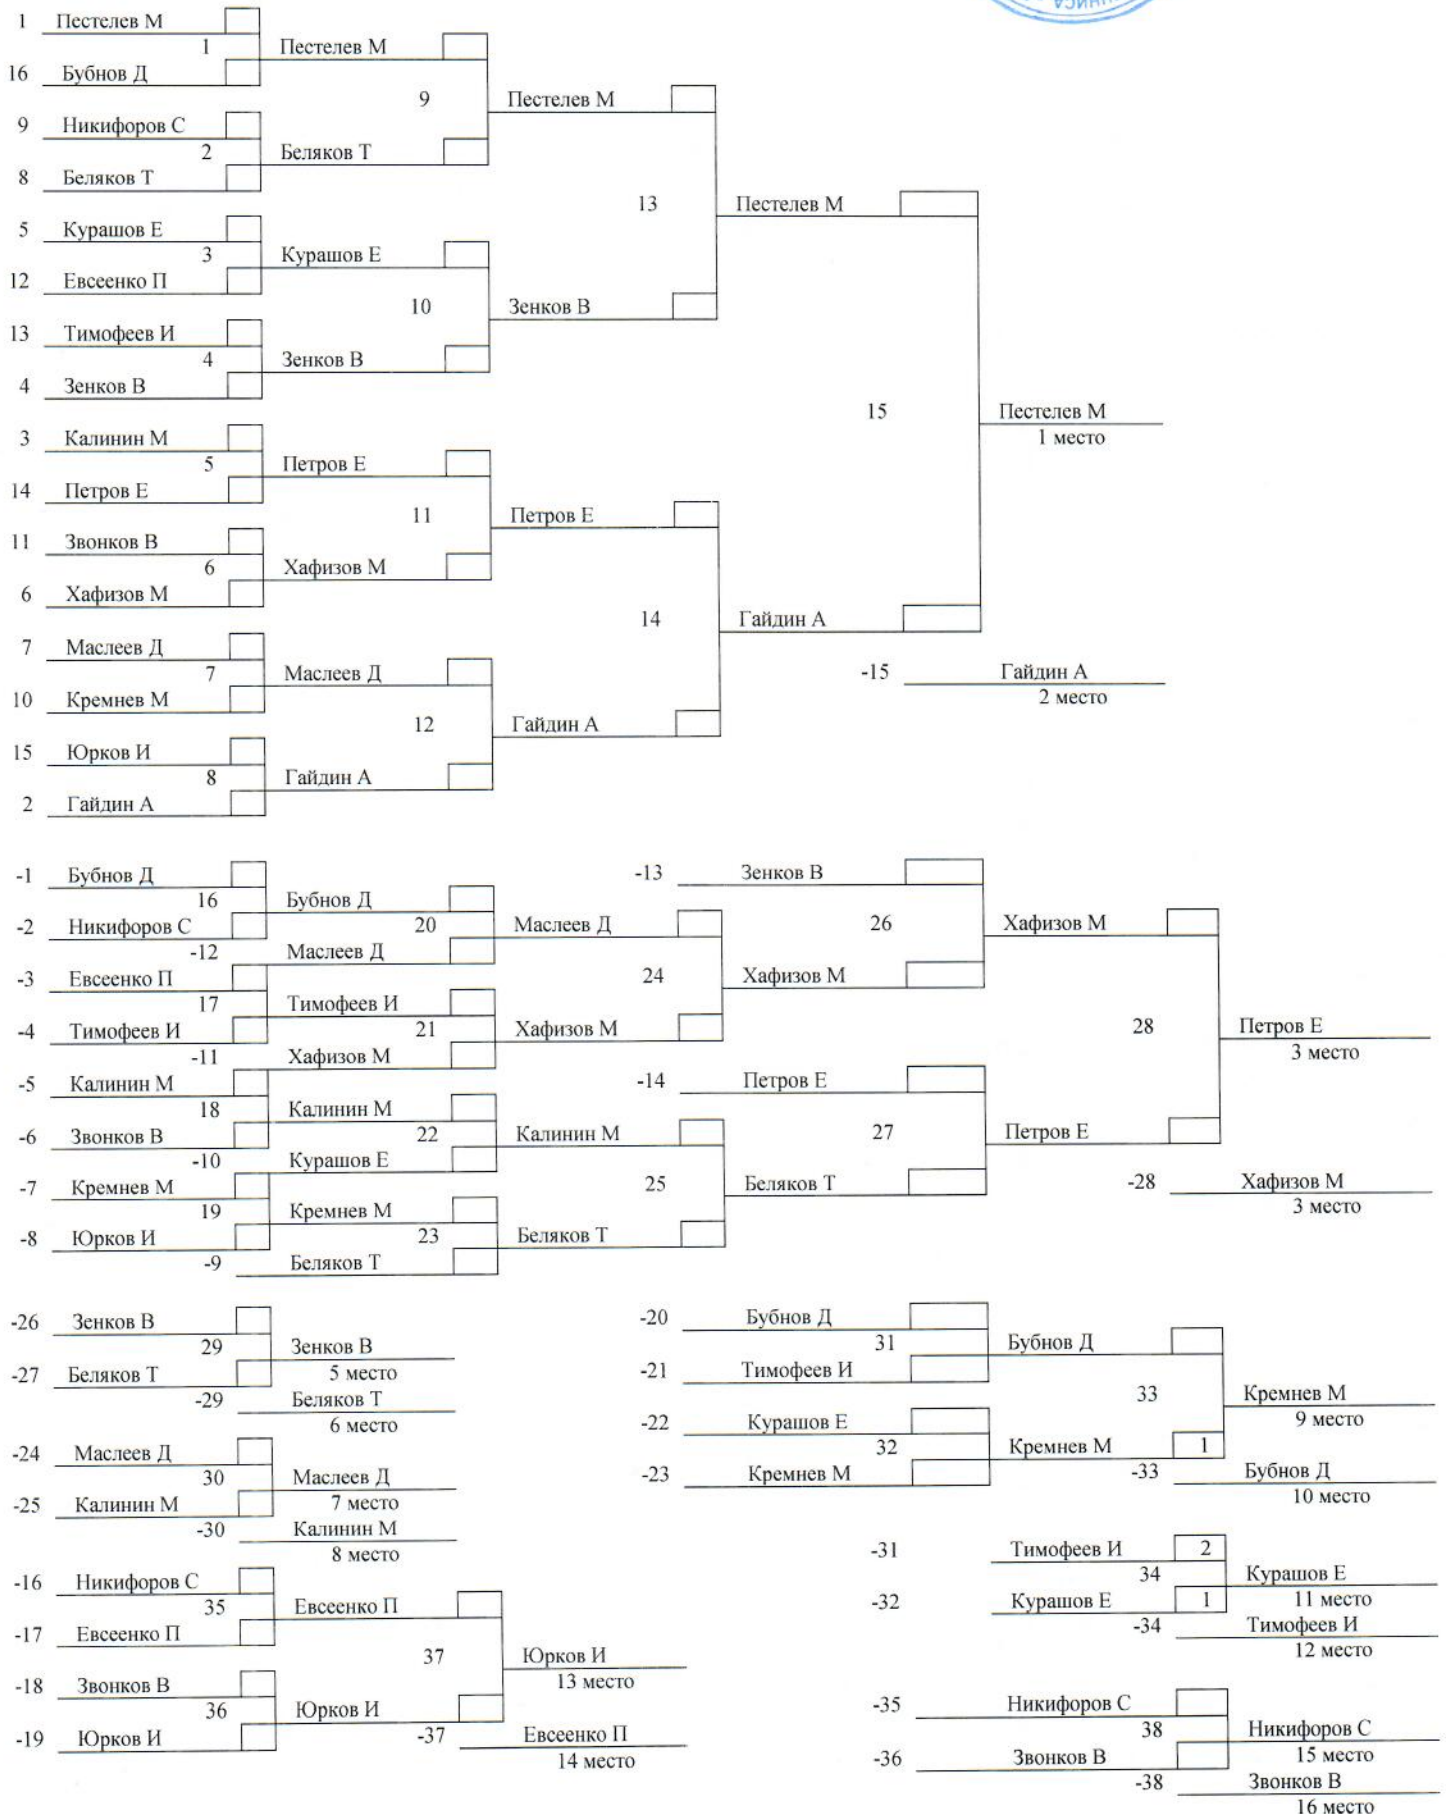 1 Пестелев М
1 Пестелев М
16 Бубнов Д
9 Пестелев М
9 Никифоров С
2 Беляков Т
8 Беляков Т
13 Пестелев М
5 Курашов Е
3 Курашов Е
12 Евсеенко П
10 Зенков В
13 Тимофеев И
4 Зенков В
4 Зенков В
15 Пестелев М
1 место
3 Калинин М
5 Петров Е
14 Петров Е
11 Петров Е
11 Звонков В
6 Хафизов М
6 Хафизов М
14 Гайдин А
7 Маслеев Д
7 Маслеев Д
-15 Гайдин А
2 место
10 Кремнев М
12 Гайдин А
15 Юрков И
8 Гайдин А
2 Гайдин А
-1 Бубнов Д
-13 Зенков В
16 Бубнов Д
-2 Никифоров С
20 Маслеев Д
26 Хафизов М
-12 Маслеев Д
-3 Евсеенко П
24 Хафизов М
17 Тимофеев И
-4 Тимофеев И
21 Хафизов М
28 Петров Е
3 место
-11 Хафизов М
-5 Калинин М
-14 Петров Е
18 Калинин М
-6 Звонков В
22 Калинин М
27 Петров Е
-10 Курашов Е
-7 Кремнев М
25 Беляков Т
-28 Хафизов М
3 место
19 Кремнев М
-8 Юрков И
23 Беляков Т
-9 Беляков Т
-26 Зенков В
29 Зенков В
-27 Беляков Т
5 место
-29 Беляков Т
6 место
-20 Бубнов Д
31 Бубнов Д
-21 Тимофеев И
33 Кремнев М
9 место
-22 Курашов Е
32 Кремнев М 1
-23 Кремнев М
-33 Бубнов Д
10 место
-24 Маслеев Д
30 Маслеев Д
7 место
-25 Калинин М
-30 Калинин М
8 место
-31 Тимофеев И 2
34 Курашов Е
-32 Курашов Е 1
11 место
-34 Тимофеев И
12 место
-16 Никифоров С
35 Евсеенко П
-17 Евсеенко П
37 Юрков И
13 место
-18 Звонков В
36 Юрков И
-19 Юрков И
-37 Евсеенко П
14 место
-35 Никифоров С
38 Никифоров С
15 место
-36 Звонков В
-38 Звонков В
16 место